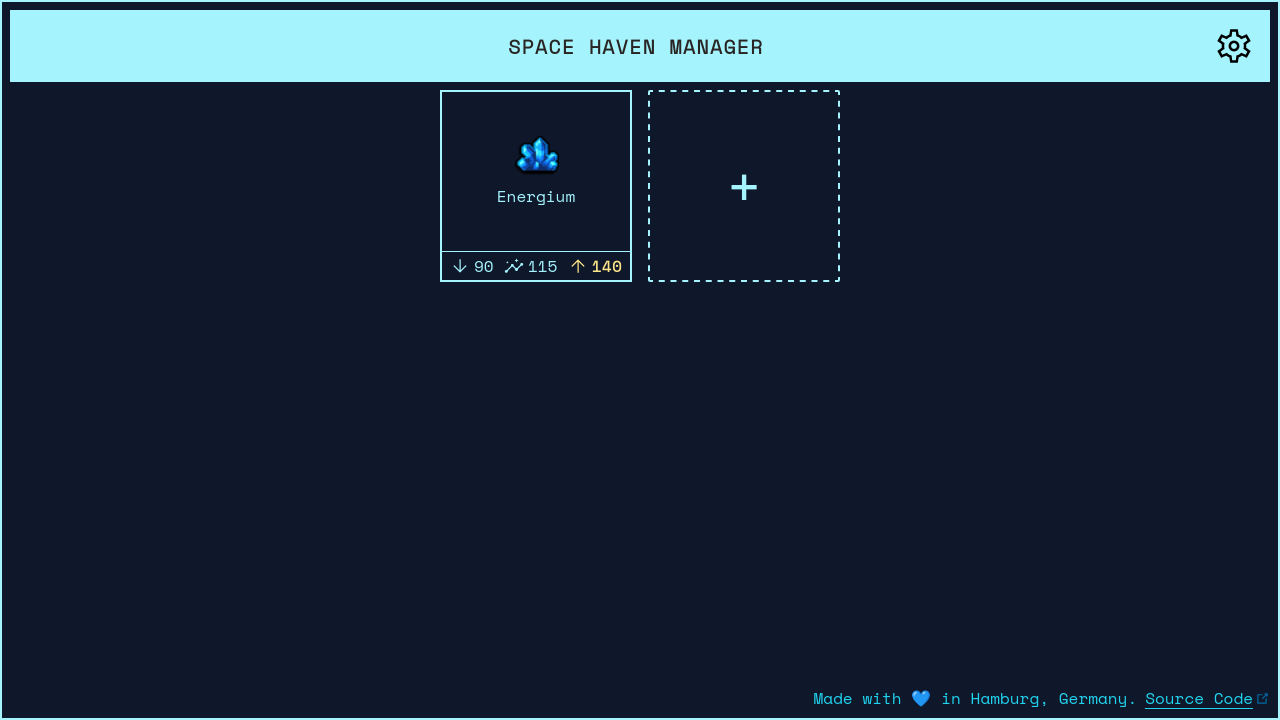 SPACE HAVEN MANAGER
Energium
90 115 140
+
Made with 💙 in Hamburg, Germany. Source Code